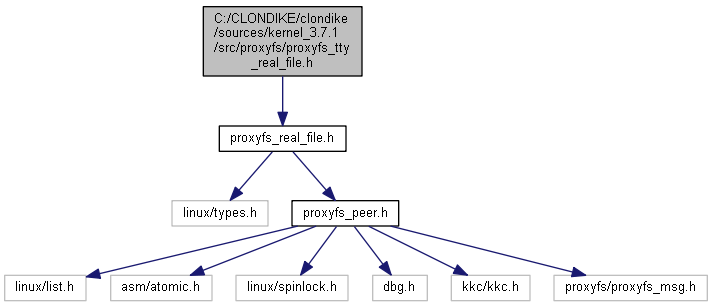 C:/CLONDIKE/clondike
/sources/kernel_3.7.1
/src/proxyfs/proxyfs_tty
_real_file.h
proxyfs_real_file.h
linux/types.h
proxyfs_peer.h
linux/list.h
asm/atomic.h
linux/spinlock.h
dbg.h
kkc/kkc.h
proxyfs/proxyfs_msg.h